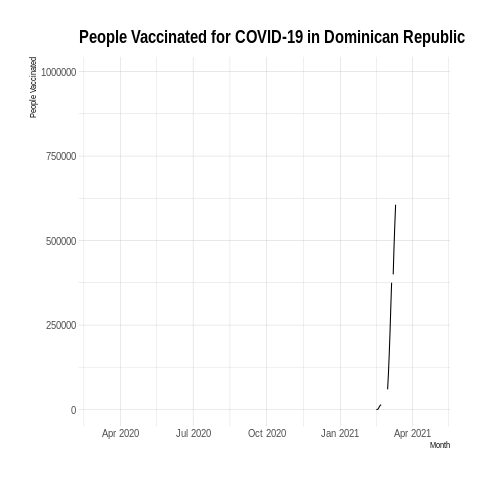 People Vaccinated for COVID-19 in Dominican Republic
People Vaccinated
1000000
750000
500000
250000
0
Apr 2020 Jul 2020 Oct 2020 Jan 2021 Apr 2021
Month